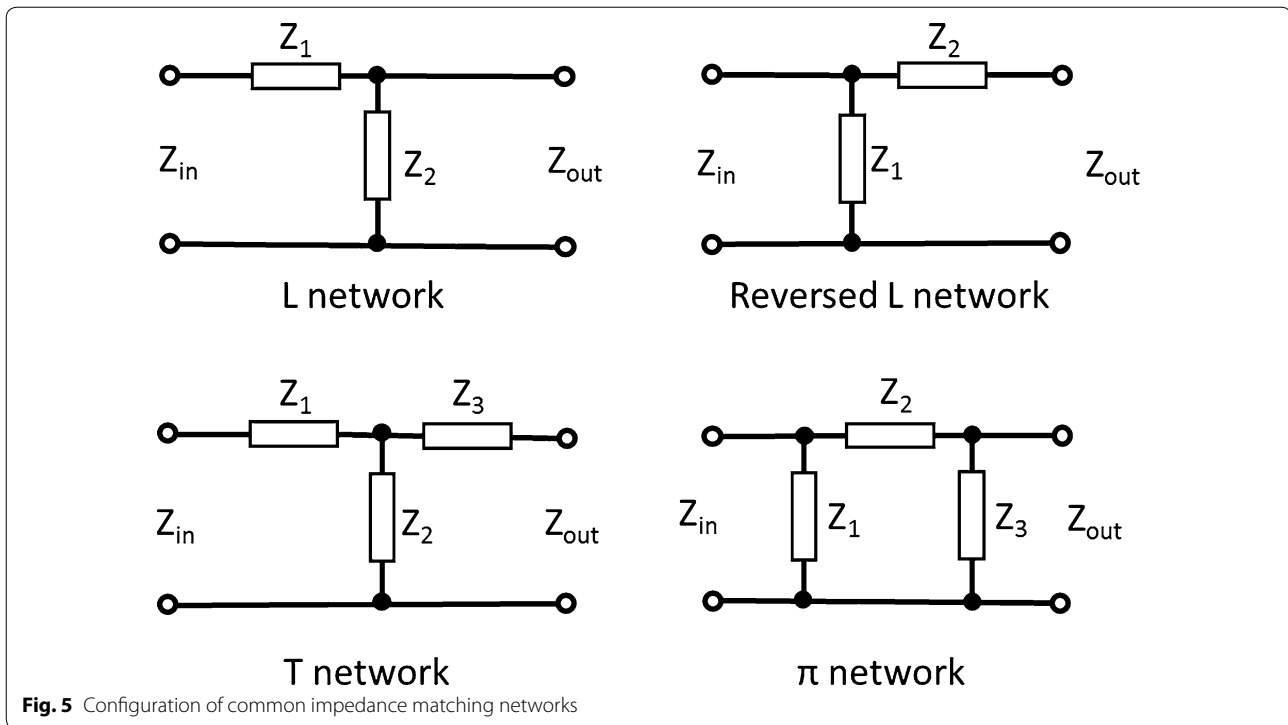 Z1
Z2
Zin
Z2
Zout
Zin
Z1
Zout
L network
Reversed L network
Z1
Z3
Z2
Zin
Z2
Zout
Zin
Z1
Z3
Zout
T network
π network
Fig. 5 Configuration of common impedance matching networks